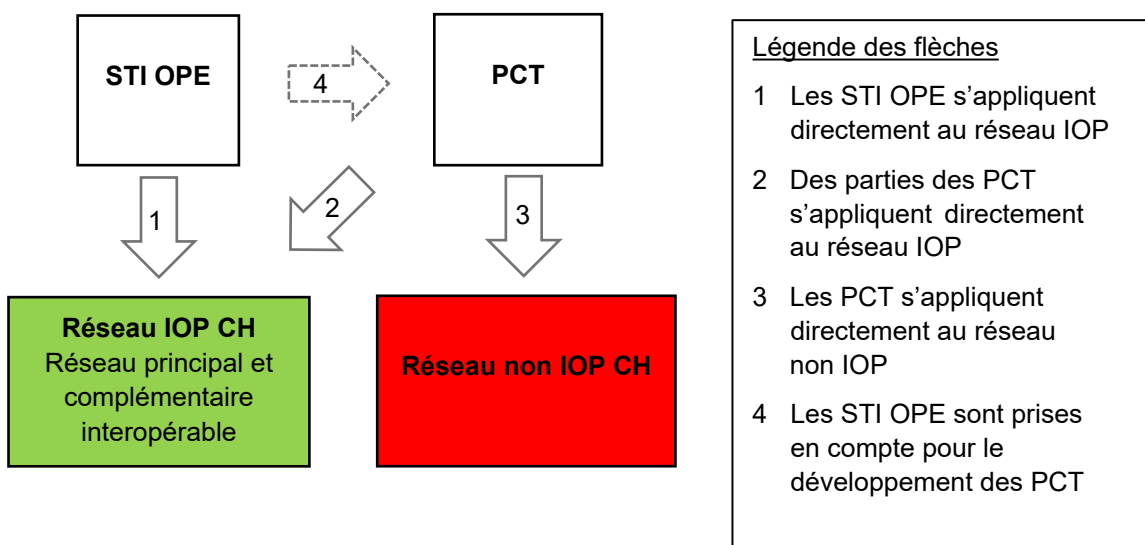 STI OPE
4
PCT
1
2
3
Réseau IOP CH
Réseau principal et
complémentaire
interopérable
Réseau non IOP CH
Légende des flèches
1 Les STI OPE s’appliquent
directement au réseau IOP
2 Des parties des PCT
s’appliquent directement
au réseau IOP
3 Les PCT s’appliquent
directement au réseau
non IOP
4 Les STI OPE sont prises
en compte pour le
développement des PCT